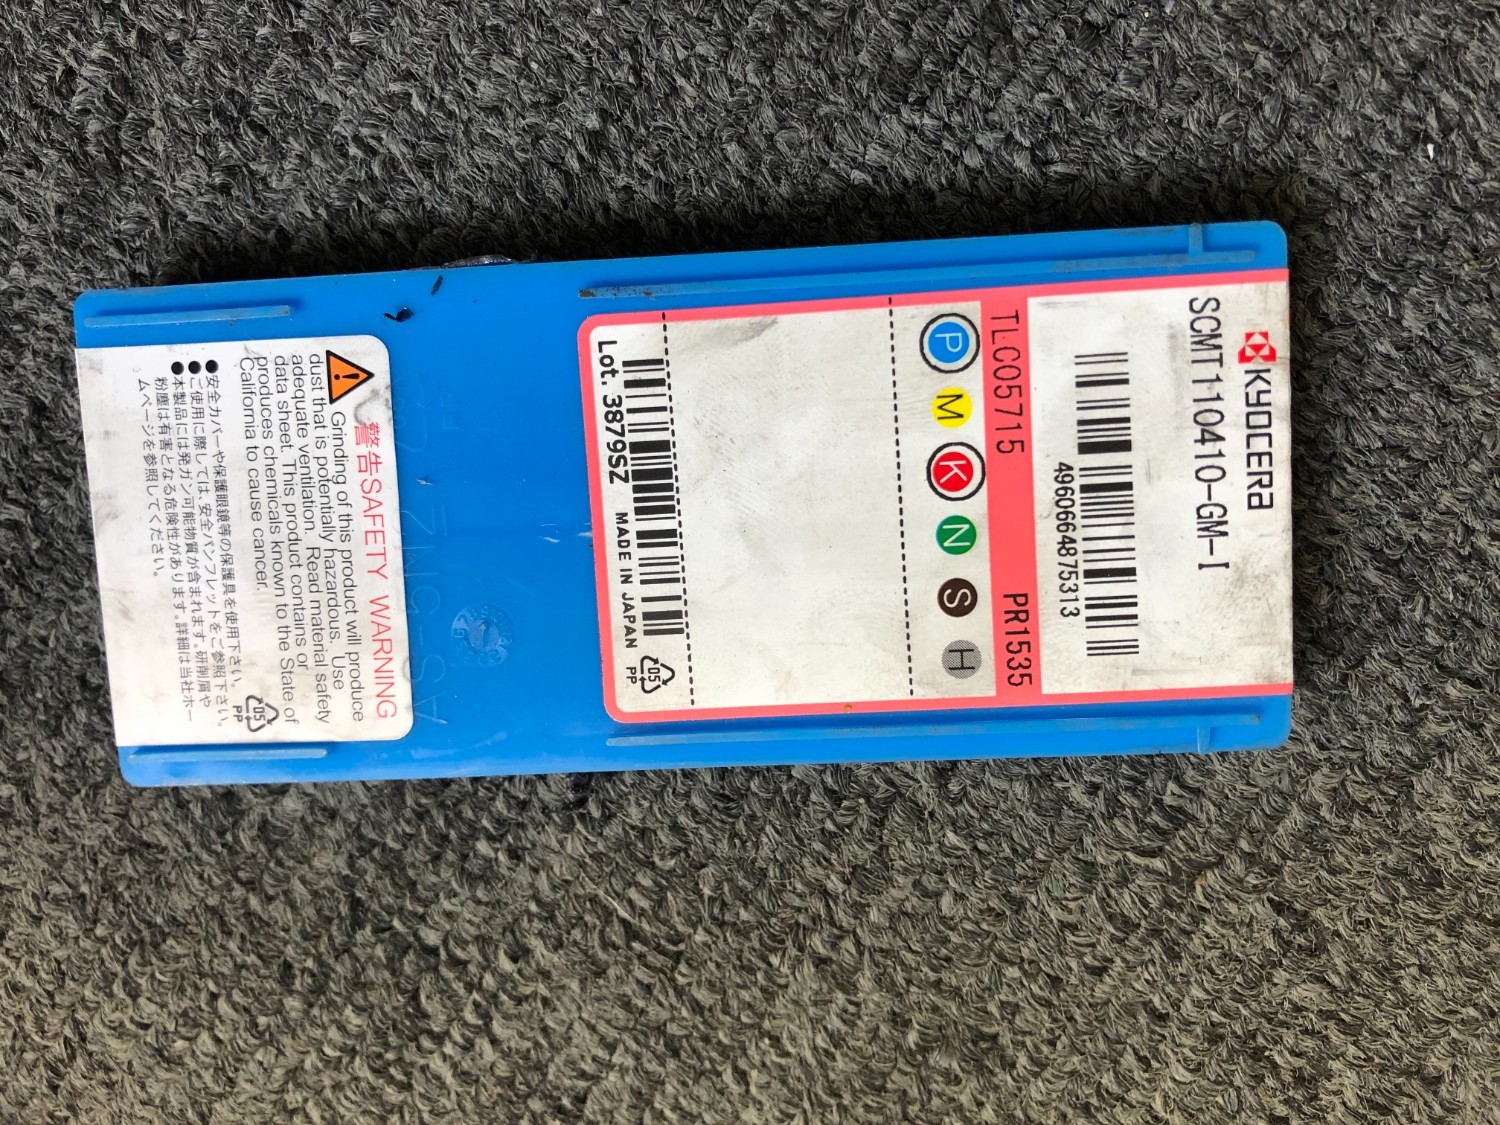 KYOCERA
SCMT110410-GM-I
4960664875313
TLC05715 PR1535
P M K N S H
Lot. 3879SZ MADE IN JAPAN PP
警告SAFETY WARNING
Grinding of this product will produce
dust that is potentially hazardous. Use
adequate ventilation. Read material safety
data sheet. This product contains or
produces chemicals known to the State of
California to cause cancer.
PP
●安全カバーや保護眼鏡等の保護具を使用下さい。
●ご使用に際しては、安全パンフレットをご参照下さい。
●本製品には発ガン可能物質が含まれます。研削屑や
粉塵は有害となる危険性があります。詳細は当社ホー
ムページを参照してください。